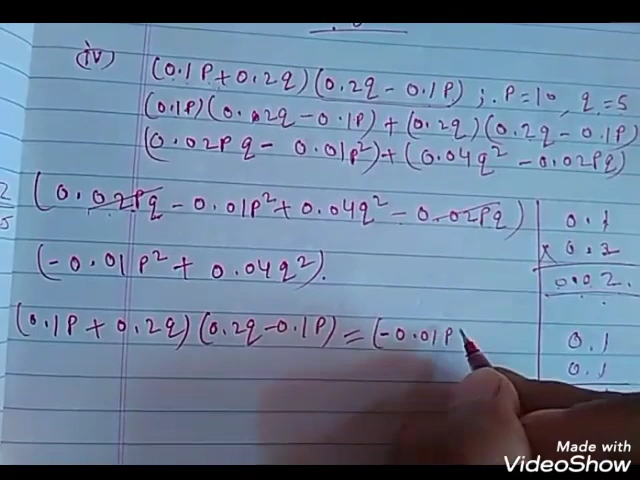 (iv) (0.1p+0.2q)(0.2q-0.1p); p=10, q=5
(0.1p)(0.02q-0.1p)+(0.2q)(0.2q-0.1p)
(0.02pq-0.01p²)+(0.04q²-0.02pq)
(0.02pq-0.01p²+0.04q²-0.02pq)
(-0.01p²+0.04q²).
(0.1p+0.2q)(0.2q-0.1p)=(-0.01p
2
5
0.1
×0.2
0.02.
0.1
0.1
Made with
VideoShow